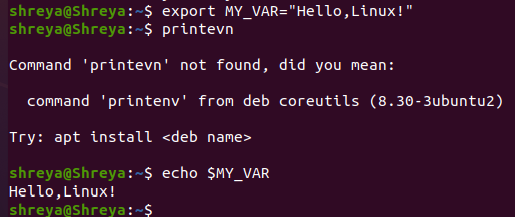 shreya@Shreya:~$ export MY_VAR="Hello,Linux!"
shreya@Shreya:~$ printevn
Command 'printevn' not found, did you mean:
command 'printenv' from deb coreutils (8.30-3ubuntu2)
Try: apt install <deb name>
shreya@Shreya:~$ echo $MY_VAR
Hello,Linux!
shreya@Shreya:~$